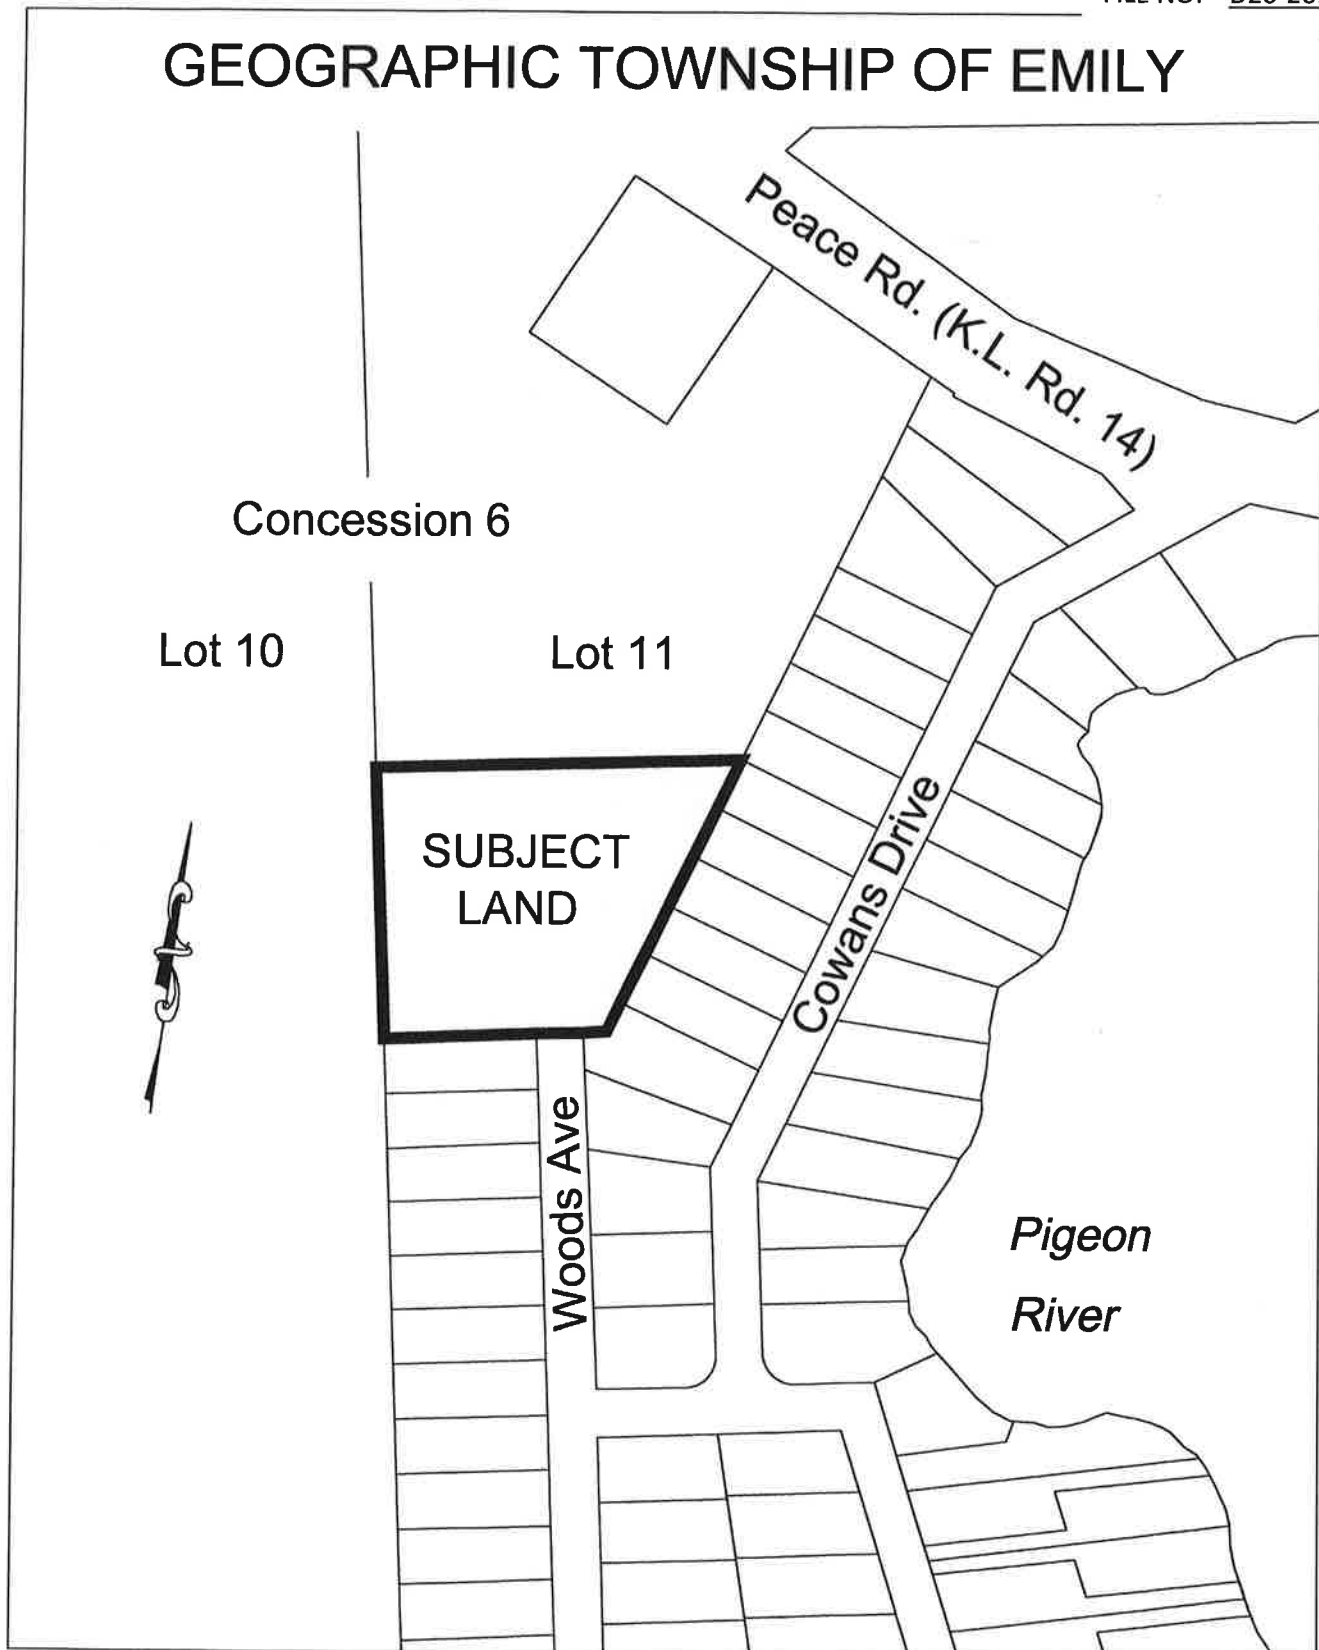 GEOGRAPHIC TOWNSHIP OF EMILY
Peace Rd. (K.L. Rd. 14)
Concession 6
Lot 10
Lot 11
SUBJECT
LAND
Cowans Drive
Woods Ave
Pigeon
River